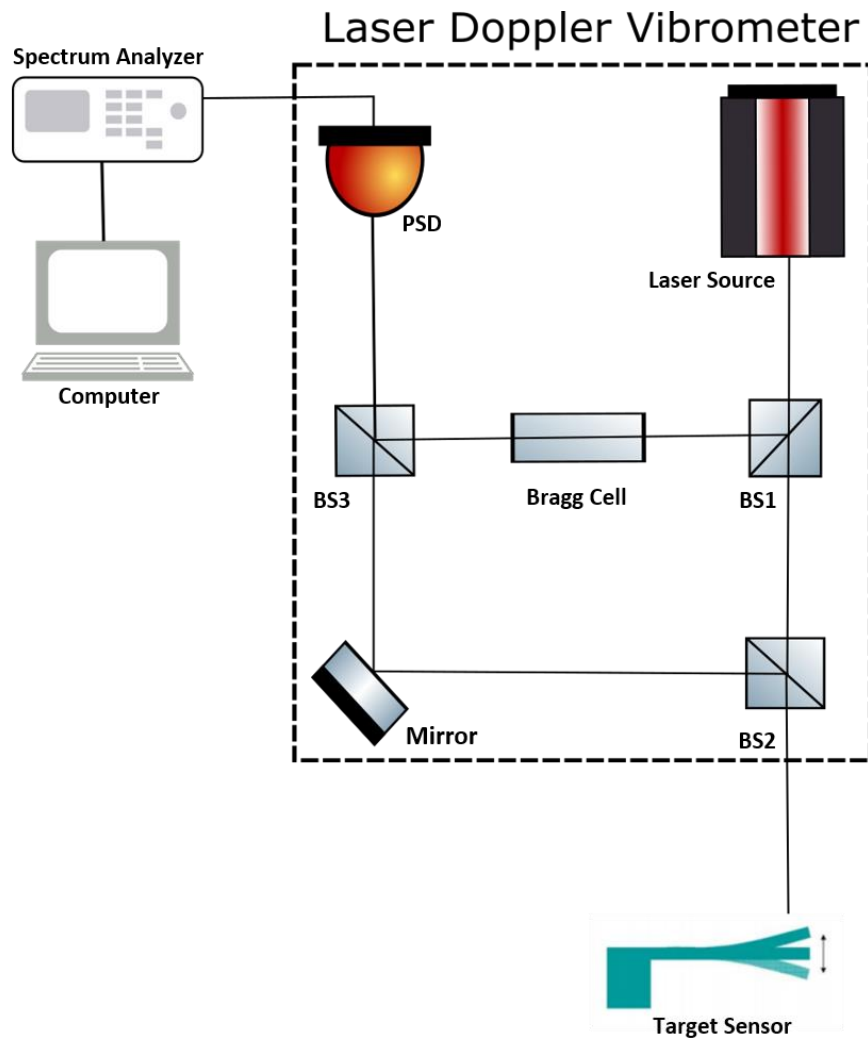 Laser Doppler Vibrometer
Spectrum Analyzer
PSD
Laser Source
Computer
BS3
Bragg Cell
BS1
Mirror
BS2
Target Sensor